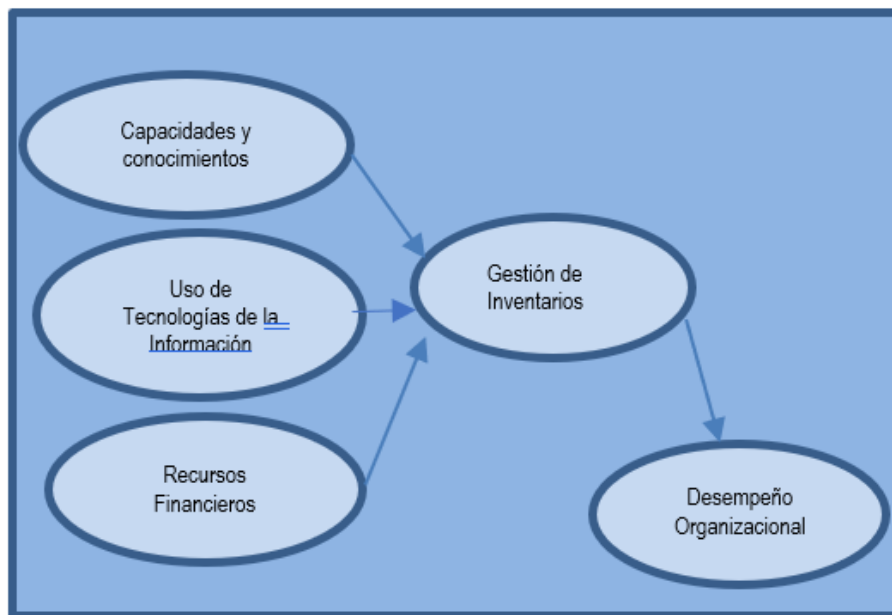 Capacidades y
conocimientos
Uso de
Tecnologías de la
Información
Gestión de
Inventarios
Recursos
Financieros
Desempeño
Organizacional